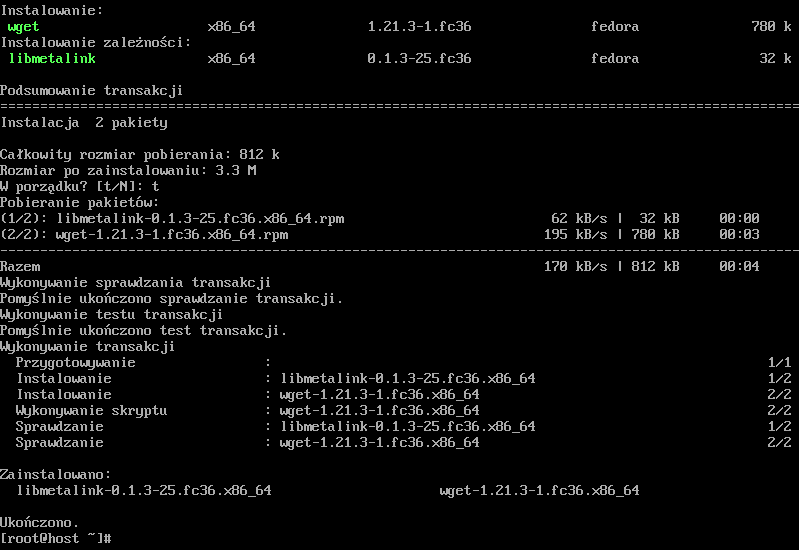 Instalowanie:
wget x86_64 1.21.3-1.fc36 fedora 780 k
Instalowanie zależności:
libmetalink x86_64 0.1.3-25.fc36 fedora 32 k
Podsumowanie transakcji
================================================================================
Instalacja 2 pakiety
Całkowity rozmiar pobierania: 812 k
Rozmiar po zainstalowaniu: 3.3 M
W porządku? [t/N]: t
Pobieranie pakietów:
(1/2): libmetalink-0.1.3-25.fc36.x86_64.rpm 62 kB/s | 32 kB 00:00
(2/2): wget-1.21.3-1.fc36.x86_64.rpm 195 kB/s | 780 kB 00:03
--------------------------------------------------------------------------------
Razem 170 kB/s | 812 kB 00:04
Wykonywanie sprawdzania transakcji
Pomyślnie ukończono sprawdzanie transakcji.
Wykonywanie testu transakcji
Pomyślnie ukończono test transakcji.
Wykonywanie transakcji
Przygotowywanie : 1/1
Instalowanie : libmetalink-0.1.3-25.fc36.x86_64 1/2
Instalowanie : wget-1.21.3-1.fc36.x86_64 2/2
Wykonywanie skryptu : wget-1.21.3-1.fc36.x86_64 2/2
Sprawdzanie : libmetalink-0.1.3-25.fc36.x86_64 1/2
Sprawdzanie : wget-1.21.3-1.fc36.x86_64 2/2
Zainstalowano:
libmetalink-0.1.3-25.fc36.x86_64 wget-1.21.3-1.fc36.x86_64
Ukończono.
[root@host ~]#